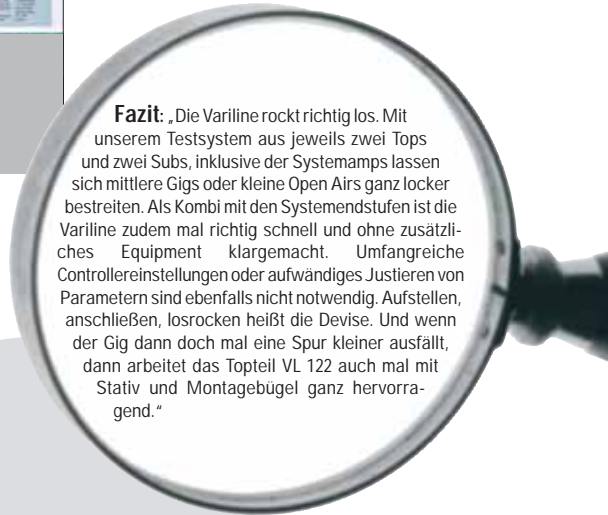 Fazit: „Die Variline rockt richtig los. Mit
unserem Testsystem aus jeweils zwei Tops
und zwei Subs, inklusive der Systemamps lassen
sich mittlere Gigs oder kleine Open Airs ganz locker
bestreiten. Als Kombi mit den Systemendstufen ist die
Variline zudem mal richtig schnell und ohne zusätzli-
ches Equipment klargemacht. Umfangreiche
Controllereinstellungen oder aufwändiges Justieren von
Parametern sind ebenfalls nicht notwendig. Aufstellen,
anschließen, losrocken heißt die Devise. Und wenn
der Gig dann doch mal eine Spur kleiner ausfällt,
dann arbeitet das Topteil VL 122 auch mal mit
Stativ und Montagebügel ganz hervorra-
gend.“